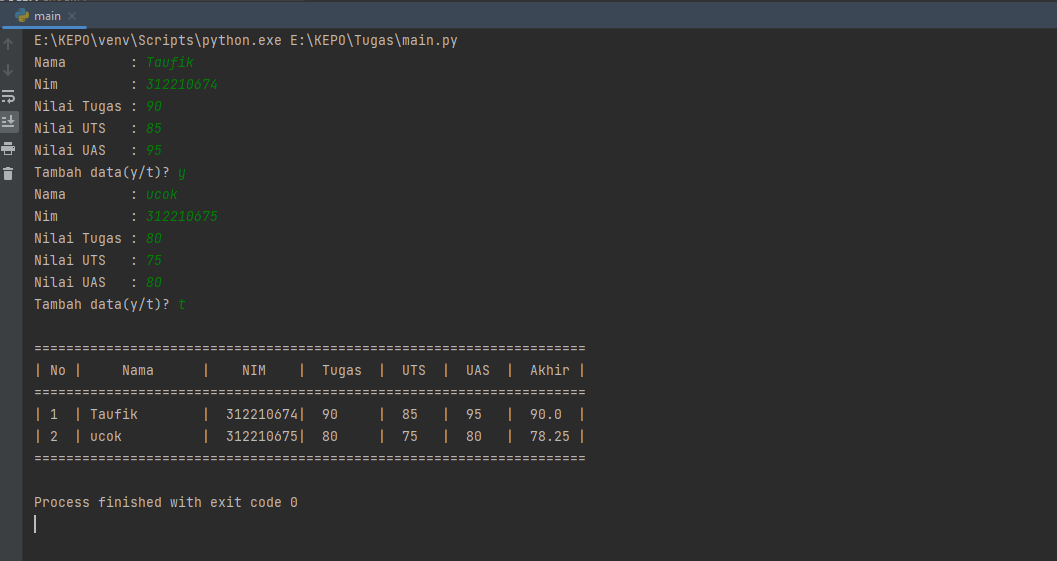 main
E:\KEPO\venv\Scripts\python.exe E:\KEPO\Tugas\main.py
Nama        : Taufik
Nim         : 312210674
Nilai Tugas : 90
Nilai UTS   : 85
Nilai UAS   : 95
Tambah data(y/t)? y
Nama        : ucok
Nim         : 312210675
Nilai Tugas : 80
Nilai UTS   : 75
Nilai UAS   : 80
Tambah data(y/t)? t
=====================================================================
| No |     Nama      |    NIM    |  Tugas  |  UTS  |  UAS  |  Akhir |
=====================================================================
| 1  | Taufik        |  312210674|  90     |  85   |  95   |  90.0  |
| 2  | ucok          |  312210675|  80     |  75   |  80   |  78.25 |
=====================================================================
Process finished with exit code 0